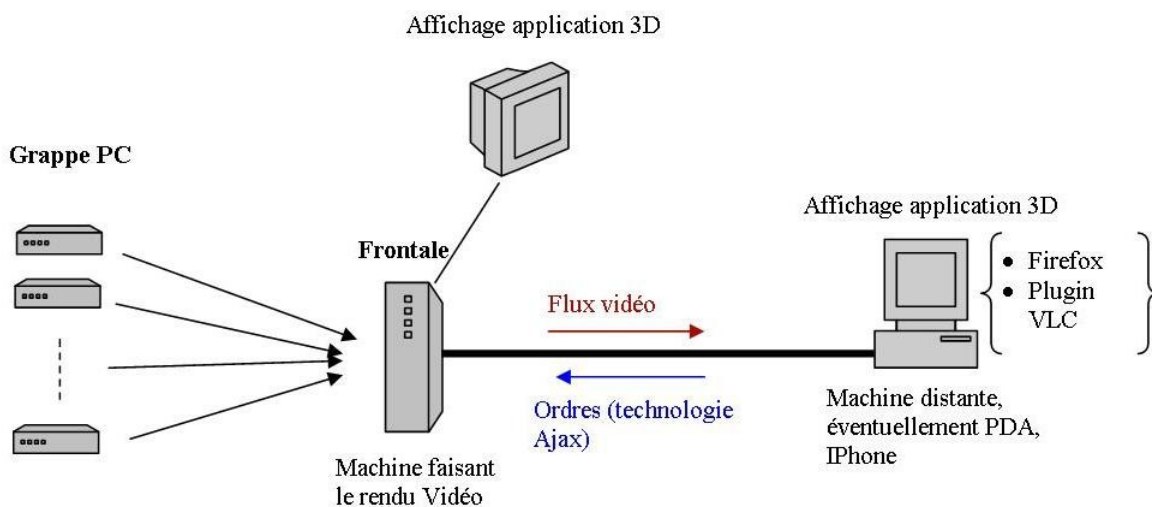 Affichage application 3D
Grappe PC
Affichage application 3D
Frontale
• Firefox
• Plugin
VLC
Flux vidéo
Ordres (technologie
Ajax)
Machine distante,
éventuellement PDA,
IPhone
Machine faisant
le rendu Vidéo